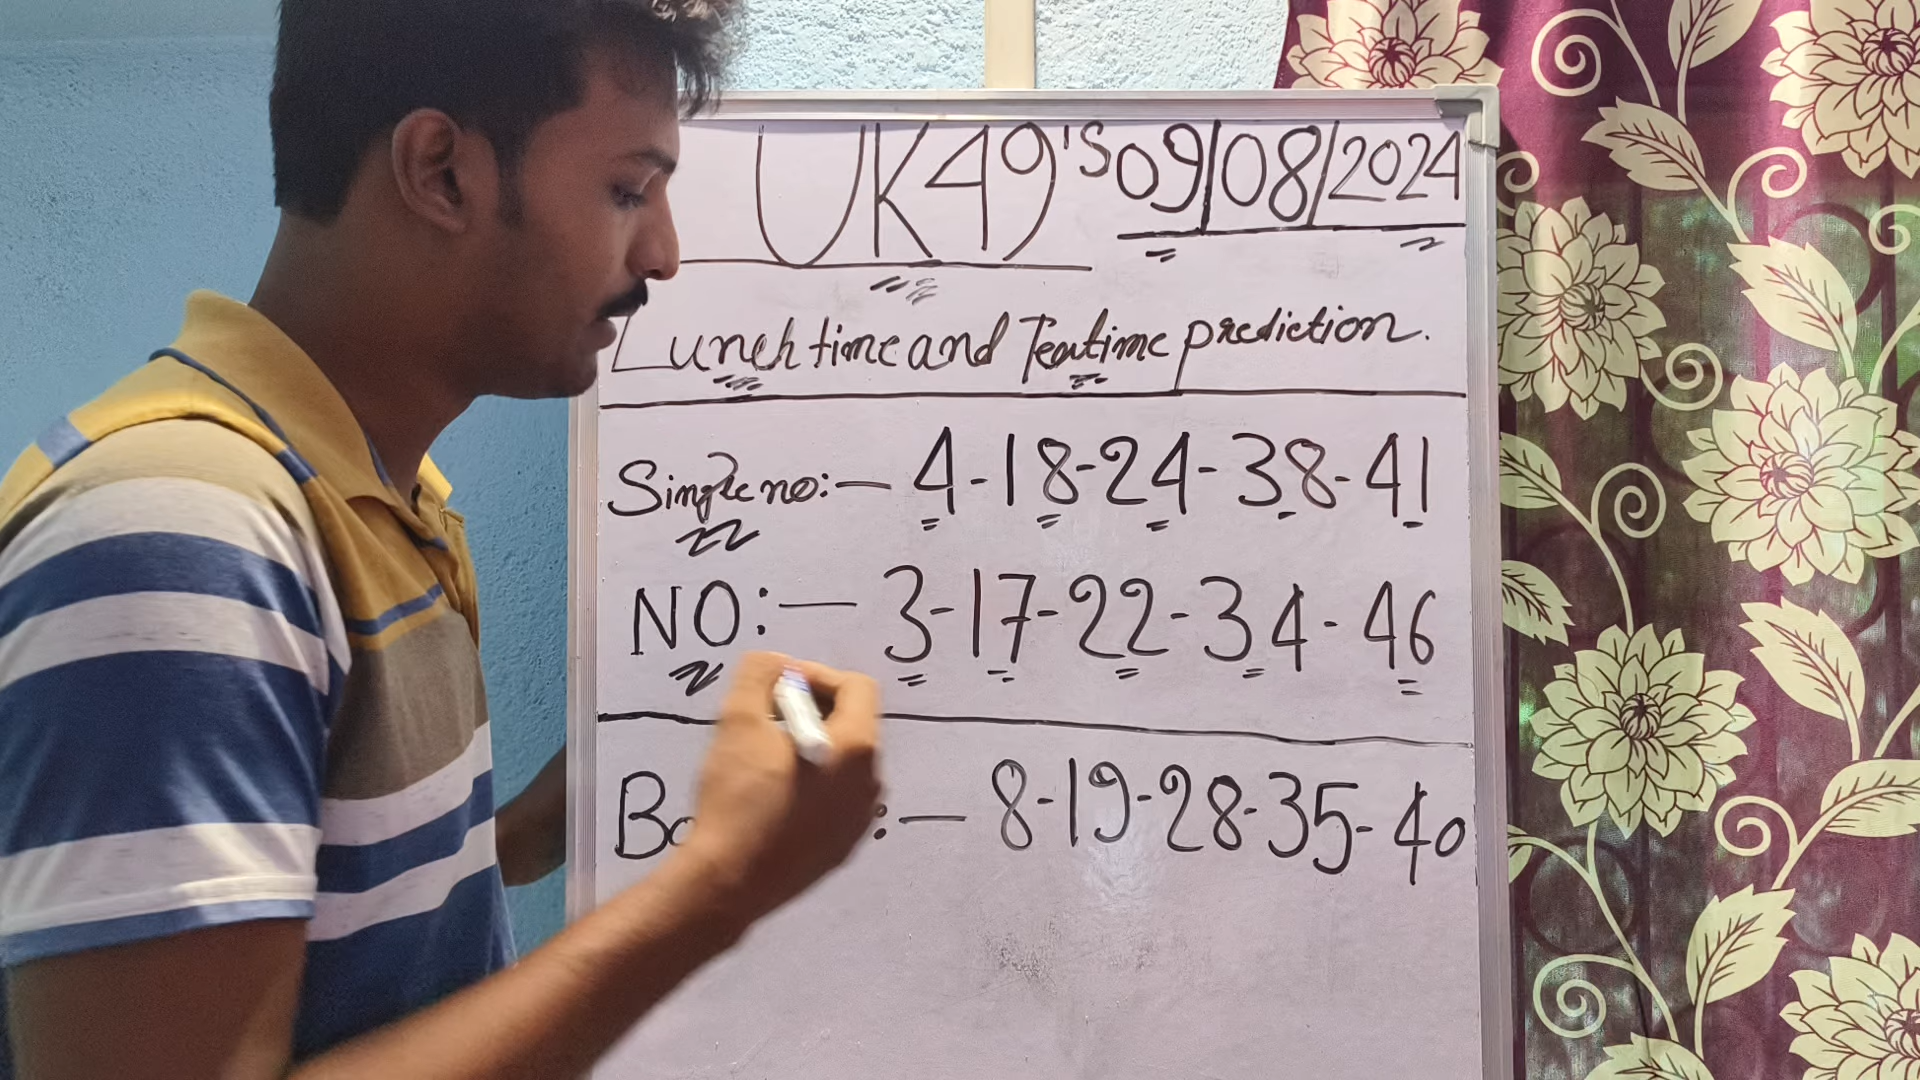 UK49's 09/08/2024
Lunch time and Teatime prediction.
Single no:- 4-18-24-38-41
NO:- 3-17-22-34-46
:- 8-19-28-35-40